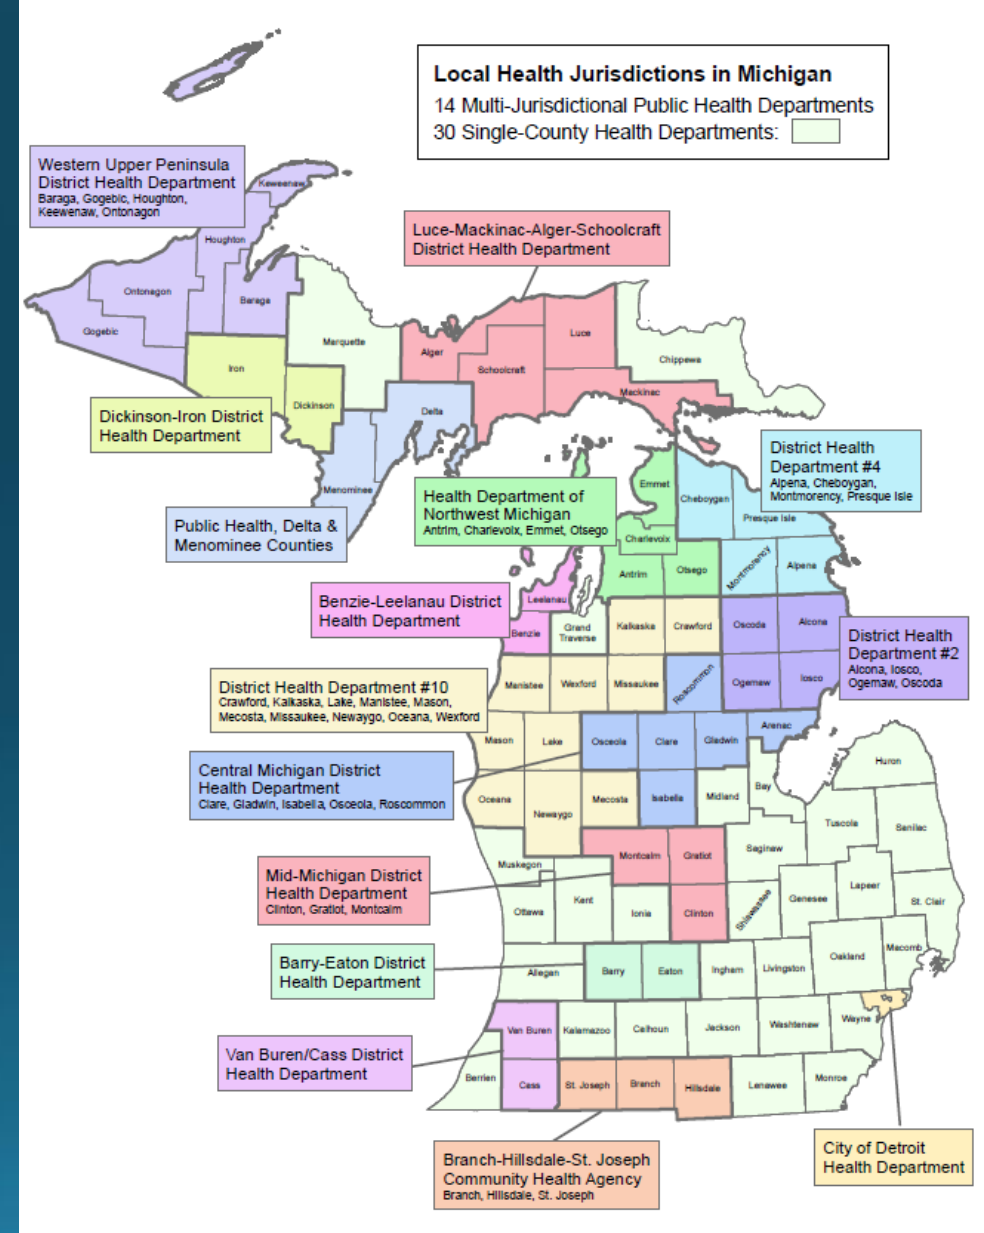 Local Health Jurisdictions in Michigan
14 Multi-Jurisdictional Public Health Departments
30 Single-County Health Departments:
Western Upper Peninsula
District Health Department
Baraga, Gogebic, Houghton,
Keewenaw, Ontonagon
Keweenaw
Houghton
Ontonagon
Baraga
Gogebic
Luce-Mackinac-Alger-Schoolcraft
District Health Department
Marquette
Alger
Luce
Schoolcraft
Chippewa
Mackinac
Iron
Dickinson
Delta
Menominee
Dickinson-Iron District
Health Department
Public Health, Delta &
Menominee Counties
Health Department of
Northwest Michigan
Antrim, Charlevoix, Emmet, Otsego
District Health
Department #4
Alpena, Cheboygan,
Montmorency, Presque Isle
Emmet
Cheboygan
Presque Isle
Charlevoix
Antrim
Otsego
Montmorency
Alpena
Benzie-Leelanau District
Health Department
Leelanau
Benzie
Grand
Traverse
Kalkaska
Crawford
Oscoda
Alcona
District Health
Department #2
Alcona, Iosco,
Ogemaw, Oscoda
District Health Department #10
Crawford, Kalkaska, Lake, Manistee, Mason,
Mecosta, Missaukee, Newaygo, Oceana, Wexford
Manistee
Wexford
Missaukee
Roscommon
Ogemaw
Iosco
Mason
Lake
Osceola
Clare
Gladwin
Arenac
Central Michigan District
Health Department
Clare, Gladwin, Isabella, Osceola, Roscommon
Oceana
Newaygo
Mecosta
Isabella
Midland
Bay
Huron
Mid-Michigan District
Health Department
Clinton, Gratiot, Montcalm
Muskegon
Montcalm
Gratiot
Saginaw
Tuscola
Sanilac
Ottawa
Kent
Ionia
Clinton
Shiawassee
Genesee
Lapeer
St. Clair
Barry-Eaton District
Health Department
Allegan
Barry
Eaton
Ingham
Livingston
Oakland
Macomb
Van Buren/Cass District
Health Department
Van Buren
Kalamazoo
Calhoun
Jackson
Washtenaw
Wayne
Berrien
Cass
St. Joseph
Branch
Hillsdale
Lenawee
Monroe
Branch-Hillsdale-St. Joseph
Community Health Agency
Branch, Hillsdale, St. Joseph
City of Detroit
Health Department